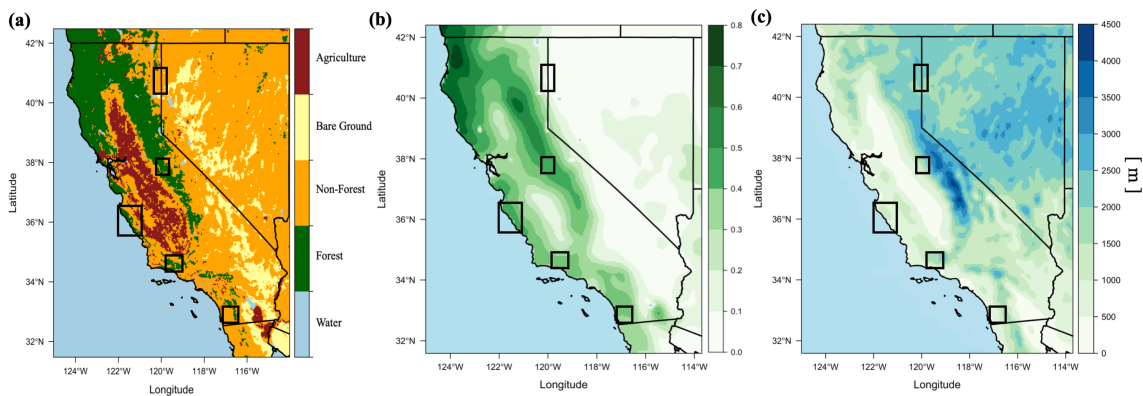 (a)
42°N
40°N
38°N
36°N
34°N
32°N
Latitude
124°W 122°W 120°W 118°W 116°W
Longitude
Agriculture
Bare Ground
Non-Forest
Forest
Water
(b)
42°N
40°N
38°N
36°N
34°N
32°N
Latitude
124°W 122°W 120°W 118°W 116°W 114°W
Longitude
0.8
0.7
0.6
0.5
0.4
0.3
0.2
0.1
0.0
(c)
42°N
40°N
38°N
36°N
34°N
32°N
Latitude
124°W 122°W 120°W 118°W 116°W 114°W
Longitude
4500
4000
3500
3000
2500
2000
1500
1000
500
0
[ m ]